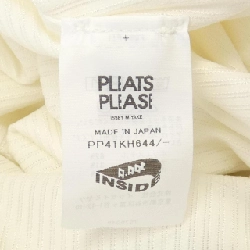 PLEATS
PLEASE
ISSEY MIYAKE
MADE IN JAPAN
PP41KH644/-
INSIDE